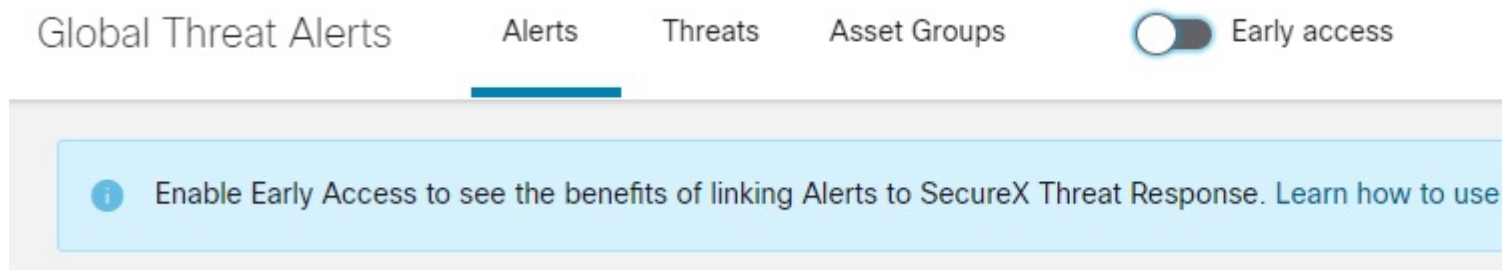 Global Threat Alerts Alerts Threats Asset Groups Early access
Enable Early Access to see the benefits of linking Alerts to SecureX Threat Response. Learn how to use